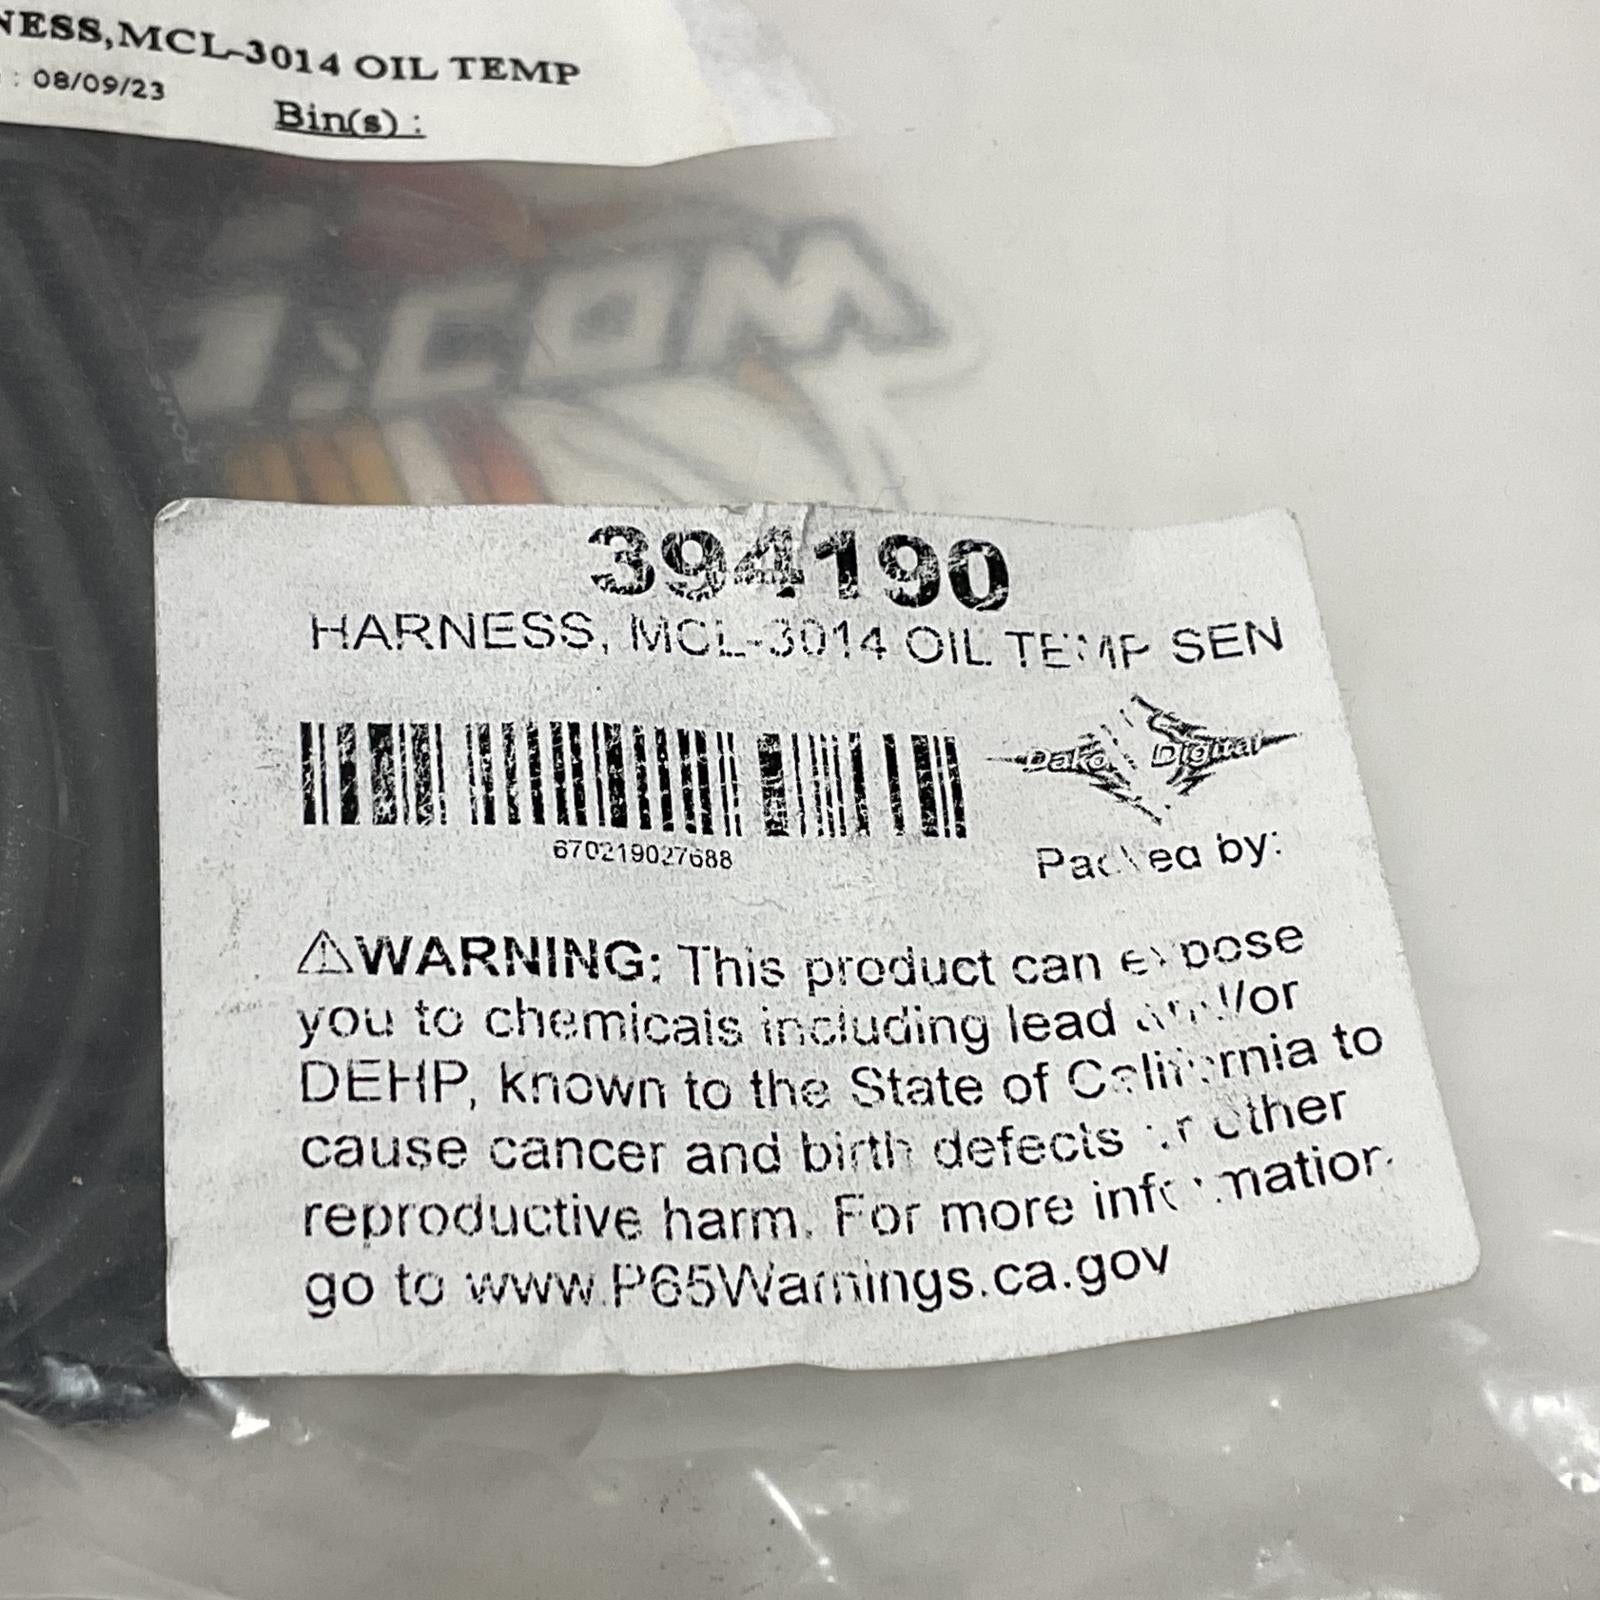 NESS,MCL-3014 OIL TEMP
: 08/09/23
Bin(s) :
J.COM
394190
HARNESS, MCL-3014 OIL TEMP SEN
Dakota Digital
670219027688
Packed by:
⚠WARNING: This product can expose
you to chemicals including lead and/or
DEHP, known to the State of California to
cause cancer and birth defects or other
reproductive harm. For more information
go to www.P65Warnings.ca.gov